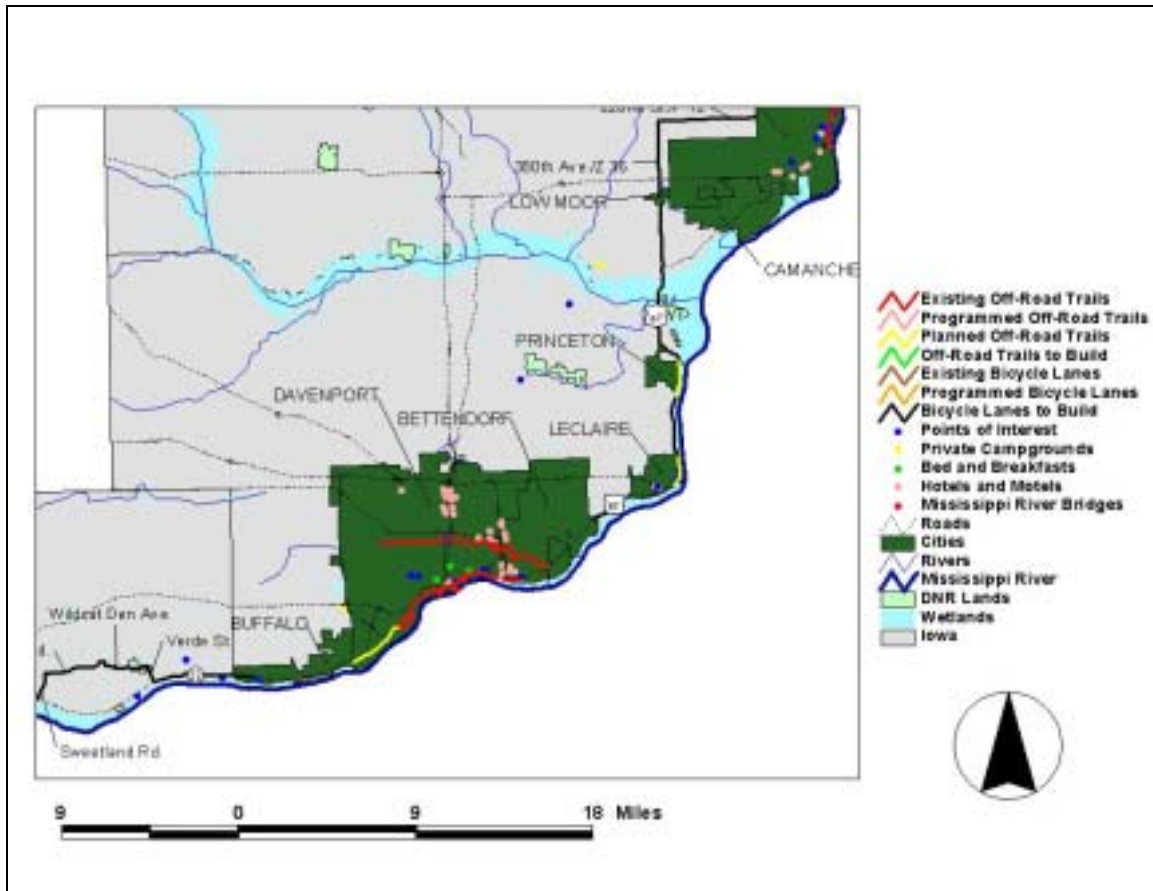 380th Ave /Z 36
LOW MOOR
CAMANCHE
PRINCETON
DAVENPORT
BETTENDORF
LECLAIRE
Wildcat Den Ave
BUFFALO
Verde St.
Sweetland Rd.
Existing Off-Road Trails
Programmed Off-Road Trails
Planned Off-Road Trails
Off-Road Trails to Build
Existing Bicycle Lanes
Programmed Bicycle Lanes
Bicycle Lanes to Build
Points of Interest
Private Campgrounds
Bed and Breakfasts
Hotels and Motels
Mississippi River Bridges
Roads
Cities
Rivers
Mississippi River
DNR Lands
Wetlands
Iowa
9 0 9 18 Miles